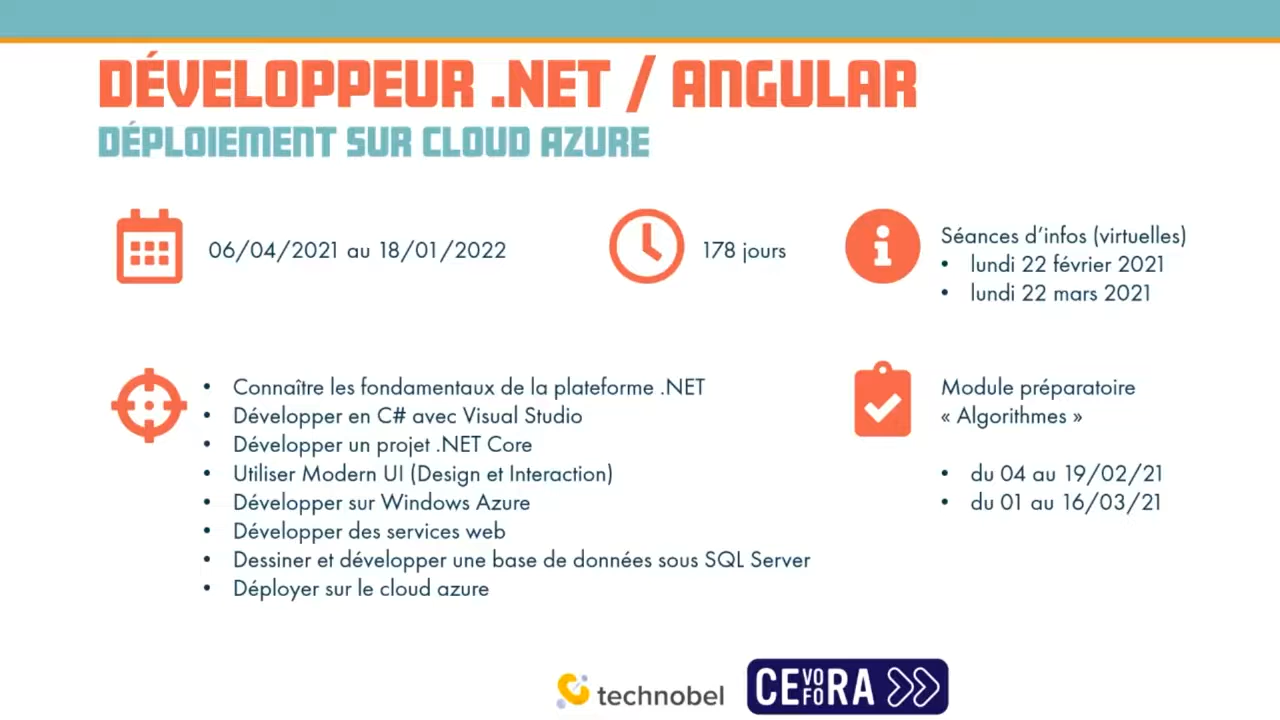 DÉVELOPPEUR .NET / ANGULAR
DÉPLOIEMENT SUR CLOUD AZURE
06/04/2021 au 18/01/2022
178 jours
Séances d’infos (virtuelles)
• lundi 22 février 2021
• lundi 22 mars 2021
• Connaître les fondamentaux de la plateforme .NET
• Développer en C# avec Visual Studio
• Développer un projet .NET Core
• Utiliser Modern UI (Design et Interaction)
• Développer sur Windows Azure
• Développer des services web
• Dessiner et développer une base de données sous SQL Server
• Déployer sur le cloud azure
Module préparatoire
« Algorithmes »
• du 04 au 19/02/21
• du 01 au 16/03/21
technobel
CEVOFORA